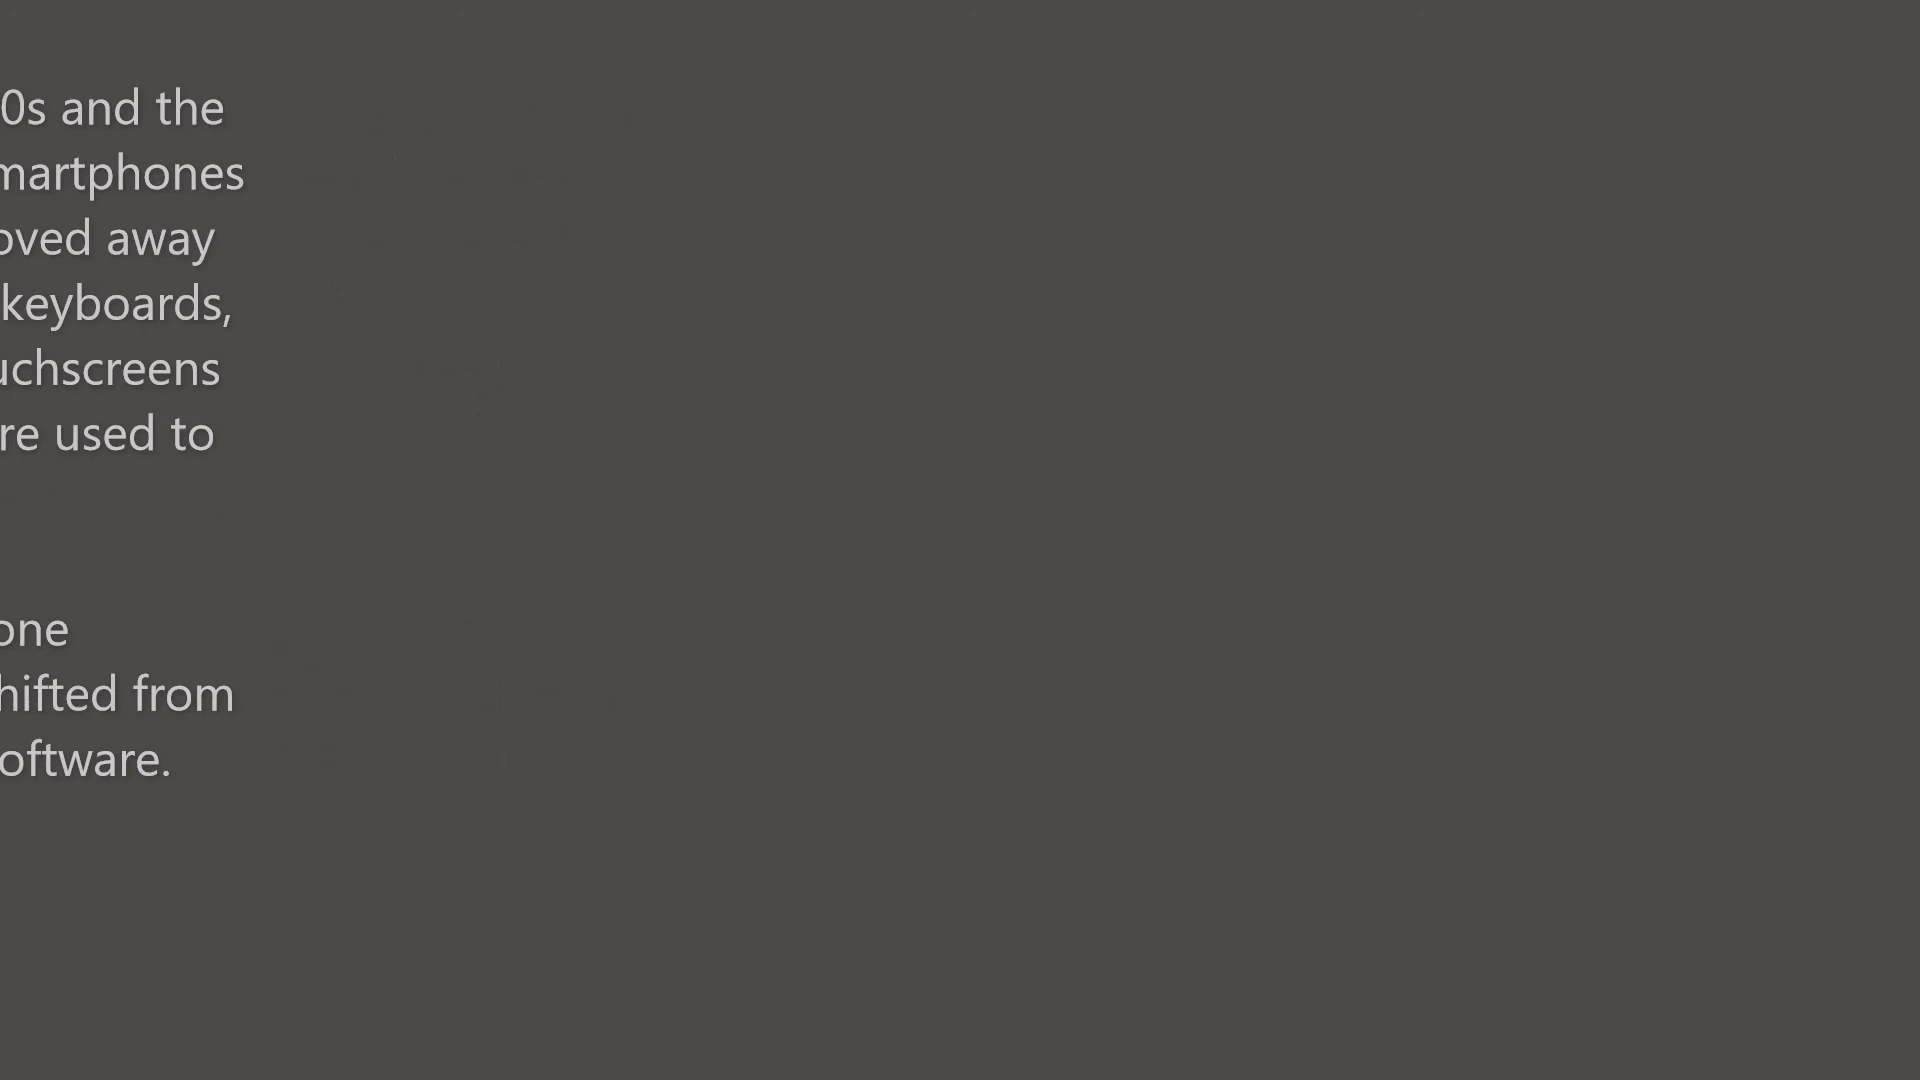 0s and the
martphones
oved away
keyboards,
uchscreens
re used to
one
hifted from
oftware.